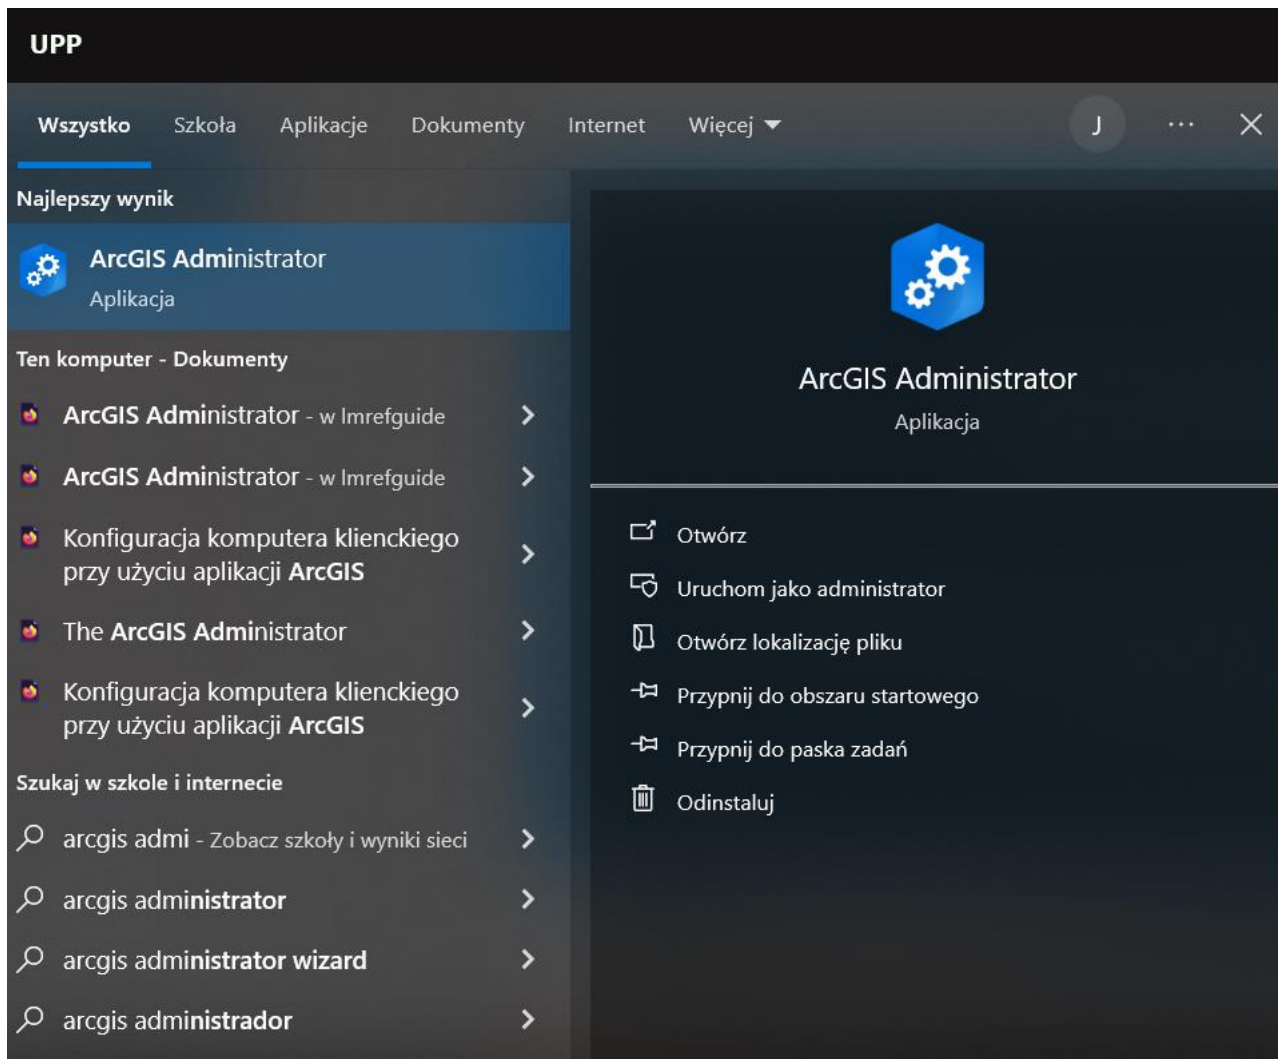 UPP
Wszystko Szkoła Aplikacje Dokumenty Internet Więcej J ...
Najlepszy wynik
ArcGIS Administrator
Aplikacja
Ten komputer - Dokumenty
ArcGIS Administrator - w lmrefguide
ArcGIS Administrator - w lmrefguide
Konfiguracja komputera klienckiego
przy użyciu aplikacji ArcGIS
The ArcGIS Administrator
Konfiguracja komputera klienckiego
przy użyciu aplikacji ArcGIS
Szukaj w szkole i internecie
arcgis admi - Zobacz szkoły i wyniki sieci
arcgis administrator
arcgis administrator wizard
arcgis administrador
ArcGIS Administrator
Aplikacja
Otwórz
Uruchom jako administrator
Otwórz lokalizację pliku
Przypnij do obszaru startowego
Przypnij do paska zadań
Odinstaluj